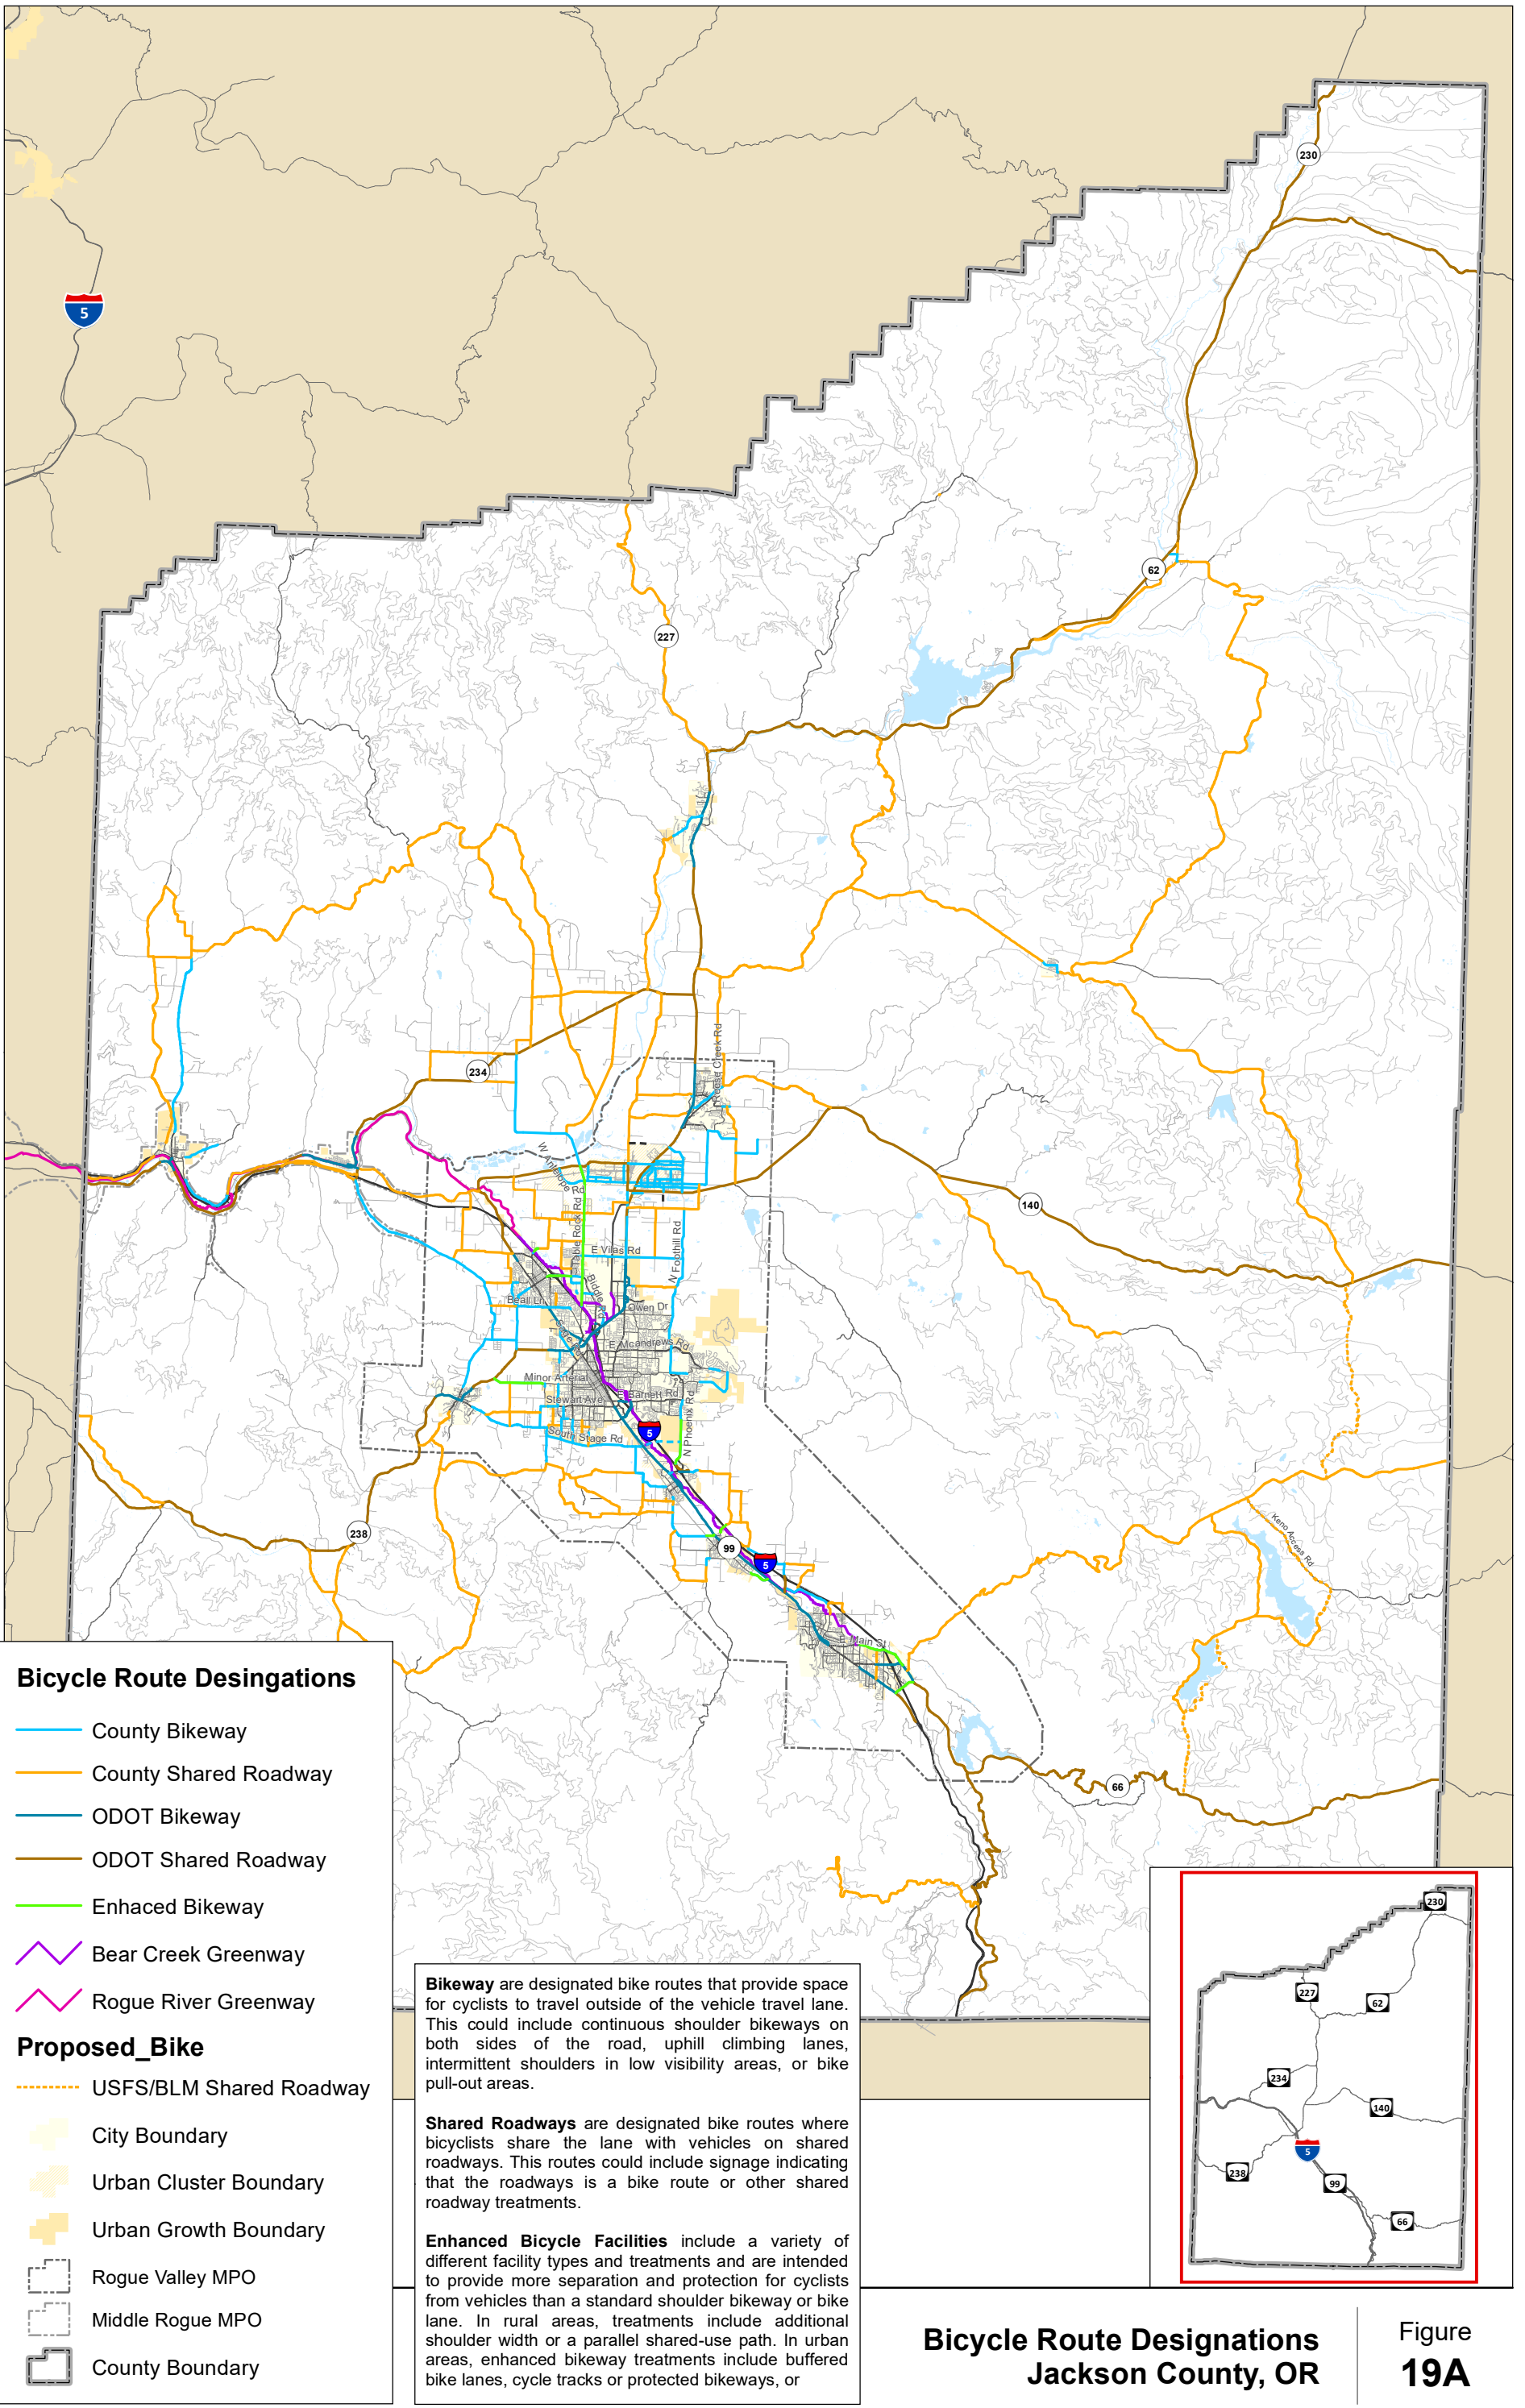 230
5
62
227
234
Reese Creek Rd
W Antelope Rd
140
Table Rock Rd
E Vilas Rd
N Foothill Rd
Biddle Rd
Beall Ln
Owen Dr
E Mcandrews Rd
Minor Arterial
E Barnett Rd
Stewart Ave
N Phoenix Rd
5
South Stage Rd
238
Keno Access Rd
99
5
E Main St
66
Bicycle Route Desingations
County Bikeway
County Shared Roadway
ODOT Bikeway
ODOT Shared Roadway
Enhaced Bikeway
Bear Creek Greenway
Rogue River Greenway
Proposed_Bike
USFS/BLM Shared Roadway
City Boundary
Urban Cluster Boundary
Urban Growth Boundary
Rogue Valley MPO
Middle Rogue MPO
County Boundary
Bikeway are designated bike routes that provide space
for cyclists to travel outside of the vehicle travel lane.
This could include continuous shoulder bikeways on
both sides of the road, uphill climbing lanes,
intermittent shoulders in low visibility areas, or bike
pull-out areas.
Shared Roadways are designated bike routes where
bicyclists share the lane with vehicles on shared
roadways. This routes could include signage indicating
that the roadways is a bike route or other shared
roadway treatments.
Enhanced Bicycle Facilities include a variety of
different facility types and treatments and are intended
to provide more separation and protection for cyclists
from vehicles than a standard shoulder bikeway or bike
lane. In rural areas, treatments include additional
shoulder width or a parallel shared-use path. In urban
areas, enhanced bikeway treatments include buffered
bike lanes, cycle tracks or protected bikeways, or
230
227
62
234
140
5
238
99
66
Bicycle Route Designations
Jackson County, OR
Figure
19A